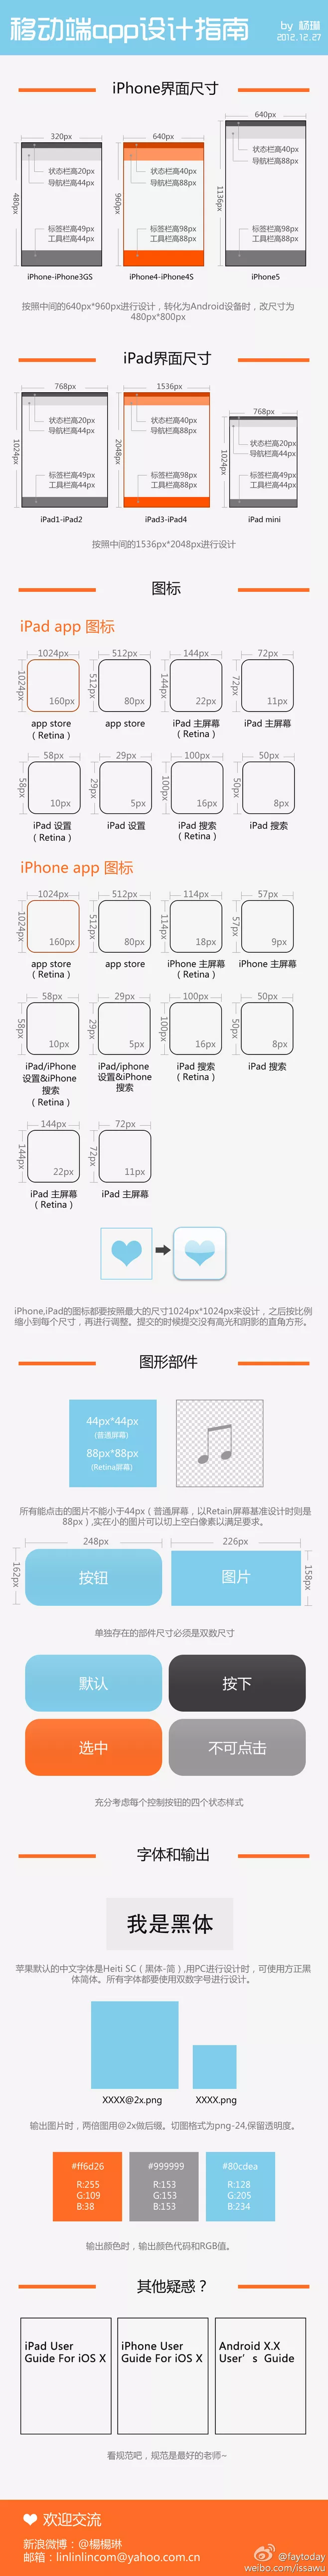 移动端app设计指南
by 杨琳
2012.12.27
iPhone界面尺寸
320px
640px
640px
480px
960px
1136px
状态栏高20px
导航栏高44px
标签栏高49px
工具栏高44px
状态栏高40px
导航栏高88px
标签栏高98px
工具栏高88px
状态栏高40px
导航栏高88px
标签栏高98px
工具栏高88px
iPhone-iPhone3GS
iPhone4-iPhone4S
iPhone5
按照中间的640px*960px进行设计，转化为Android设备时，改尺寸为
480px*800px
iPad界面尺寸
768px
1536px
768px
1024px
2048px
1024px
状态栏高20px
导航栏高44px
标签栏高49px
工具栏高44px
状态栏高40px
导航栏高88px
标签栏高98px
工具栏高88px
状态栏高20px
导航栏高44px
标签栏高49px
工具栏高44px
iPad1-iPad2
iPad3-iPad4
iPad mini
按照中间的1536px*2048px进行设计
图标
iPad app 图标
1024px 512px 144px 72px
1024px 512px 144px 72px
160px 80px 22px 11px
app store app store iPad 主屏幕 iPad 主屏幕
（Retina） （Retina）
58px 29px 100px 50px
58px 29px 100px 50px
10px 5px 16px 8px
iPad 设置 iPad 设置 iPad 搜索 iPad 搜索
（Retina） （Retina）
iPhone app 图标
1024px 512px 114px 57px
1024px 512px 114px 57px
160px 80px 18px 9px
app store app store iPhone 主屏幕 iPhone 主屏幕
（Retina） （Retina）
58px 29px 100px 50px
58px 29px 100px 50px
10px 5px 16px 8px
iPad/iPhone iPad/iphone iPad 搜索 iPad 搜索
设置&iPhone 设置&iPhone （Retina）
搜索 搜索
（Retina）
144px 72px
144px 72px
22px 11px
iPad 主屏幕 iPad 主屏幕
（Retina）
iPhone,iPad的图标都要按照最大的尺寸1024px*1024px来设计，之后按比例
缩小到每个尺寸，再进行调整。提交的时候提交没有高光和阴影的直角方形。
图形部件
44px*44px
(普通屏幕)
88px*88px
(Retina屏幕)
所有能点击的图片不能小于44px（普通屏幕，以Retain屏幕基准设计时则是
88px）,实在小的图片可以切上空白像素以满足要求。
248px 226px
162px 158px
按钮 图片
单独存在的部件尺寸必须是双数尺寸
默认 按下
选中 不可点击
充分考虑每个控制按钮的四个状态样式
字体和输出
我是黑体
苹果默认的中文字体是Heiti SC（黑体-简）,用PC进行设计时，可使用方正黑
体简体。所有字体都要使用双数字号进行设计。
XXXX@2x.png XXXX.png
输出图片时，两倍图用@2x做后缀。切图格式为png-24,保留透明度。
#ff6d26 #999999 #80cdea
R:255 R:153 R:128
G:109 G:153 G:205
B:38 B:153 B:234
输出颜色时，输出颜色代码和RGB值。
其他疑惑？
iPad User iPhone User Android X.X
Guide For iOS X Guide For iOS X User's Guide
看规范吧，规范是最好的老师~
欢迎交流
新浪微博：@楊楊琳
邮箱：linlinlincom@yahoo.com.cn
@faytoday
weibo.com/issawu